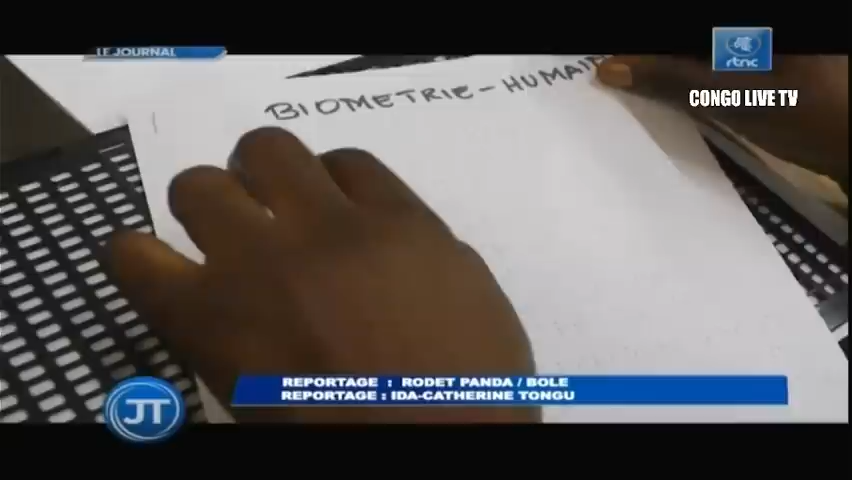 LE JOURNAL
rtnc
CONGO LIVE TV
BIOMETRIE - HUMAI
REPORTAGE : RODET PANDA / BOLE
REPORTAGE : IDA-CATHERINE TONGU
JT